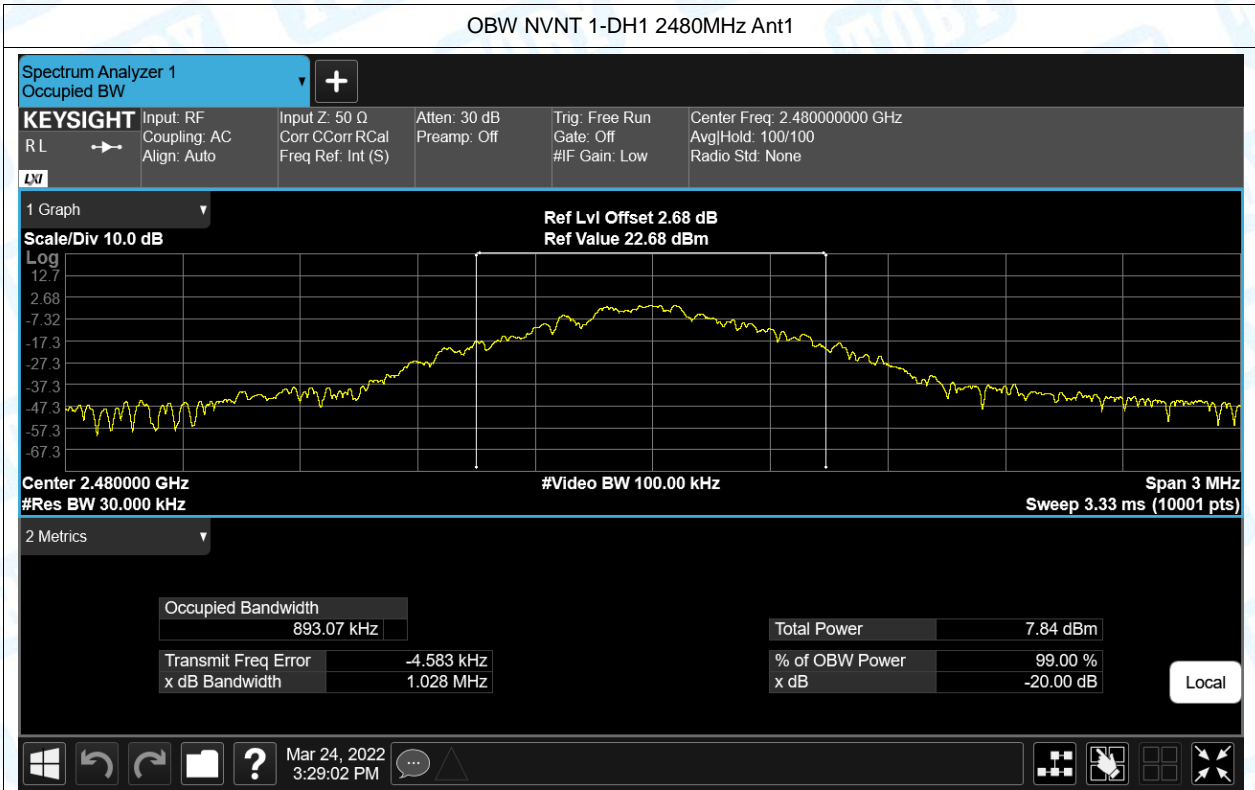 OBW NVNT 1-DH1 2480MHz Ant1
Spectrum Analyzer 1
Occupied BW
KEYSIGHT
RL
LXI
Input: RF
Coupling: AC
Align: Auto
Input Z: 50 Ω
Corr CCorr RCal
Freq Ref: Int (S)
Atten: 30 dB
Preamp: Off
Trig: Free Run
Gate: Off
#IF Gain: Low
Center Freq: 2.480000000 GHz
Avg|Hold: 100/100
Radio Std: None
1 Graph
Scale/Div 10.0 dB
Ref Lvl Offset 2.68 dB
Ref Value 22.68 dBm
Log
12.7
2.68
-7.32
-17.3
-27.3
-37.3
-47.3
-57.3
-67.3
Center 2.480000 GHz
#Res BW 30.000 kHz
#Video BW 100.00 kHz
Span 3 MHz
Sweep 3.33 ms (10001 pts)
2 Metrics
Occupied Bandwidth
893.07 kHz
Transmit Freq Error -4.583 kHz
x dB Bandwidth 1.028 MHz
Total Power 7.84 dBm
% of OBW Power 99.00 %
x dB -20.00 dB
Local
?
Mar 24, 2022
3:29:02 PM